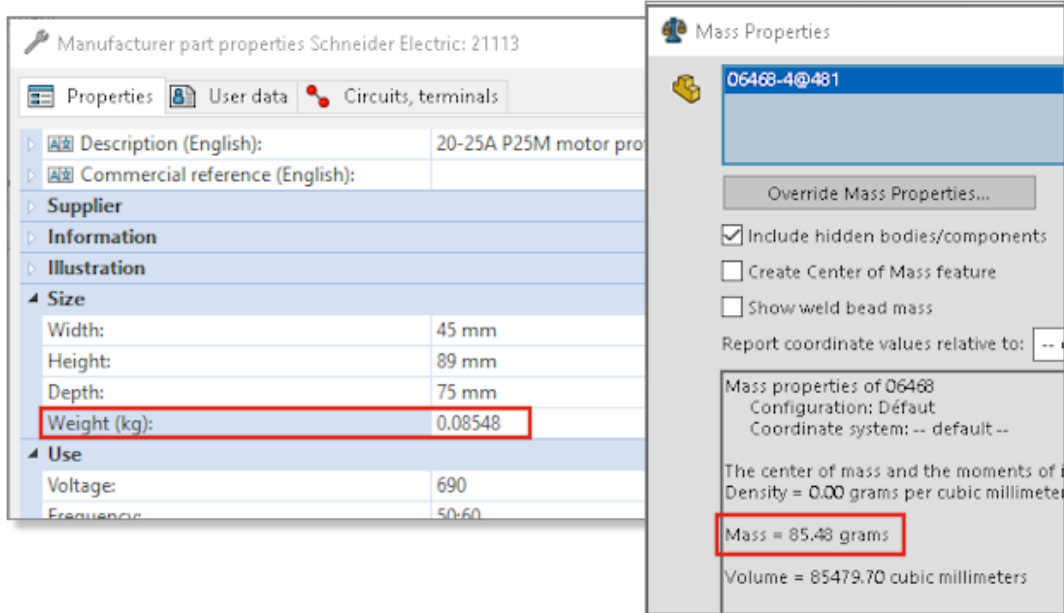 Manufacturer part properties Schneider Electric: 21113
Properties
User data
Circuits, terminals
Description (English):
20-25A P25M motor pro
Commercial reference (English):
Supplier
Information
Illustration
Size
Width:
45 mm
Height:
89 mm
Depth:
75 mm
Weight (kg):
0.08548
Use
Voltage:
690
Frequency:
50:60
Mass Properties
06468-4@481
Override Mass Properties...
Include hidden bodies/components
Create Center of Mass feature
Show weld bead mass
Report coordinate values relative to:
--
Mass properties of 06468
Configuration: Défaut
Coordinate system: -- default --
The center of mass and the moments of i
Density = 0.00 grams per cubic millimeter
Mass = 85.48 grams
Volume = 85479.70 cubic millimeters